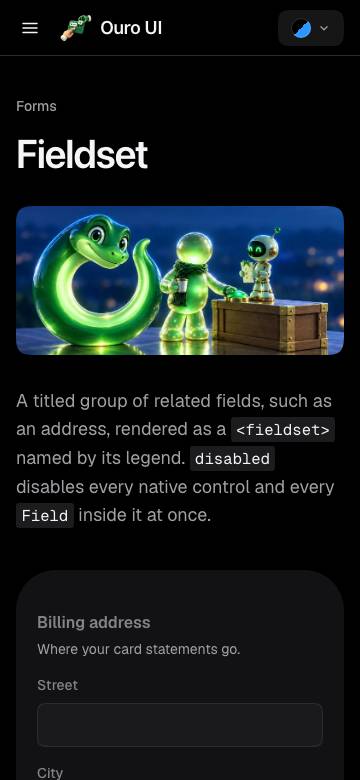 Ouro UI
Forms
Fieldset
A titled group of related fields, such as
an address, rendered as a <fieldset>
named by its legend. disabled
disables every native control and every
Field inside it at once.
Billing address
Where your card statements go.
Street
City